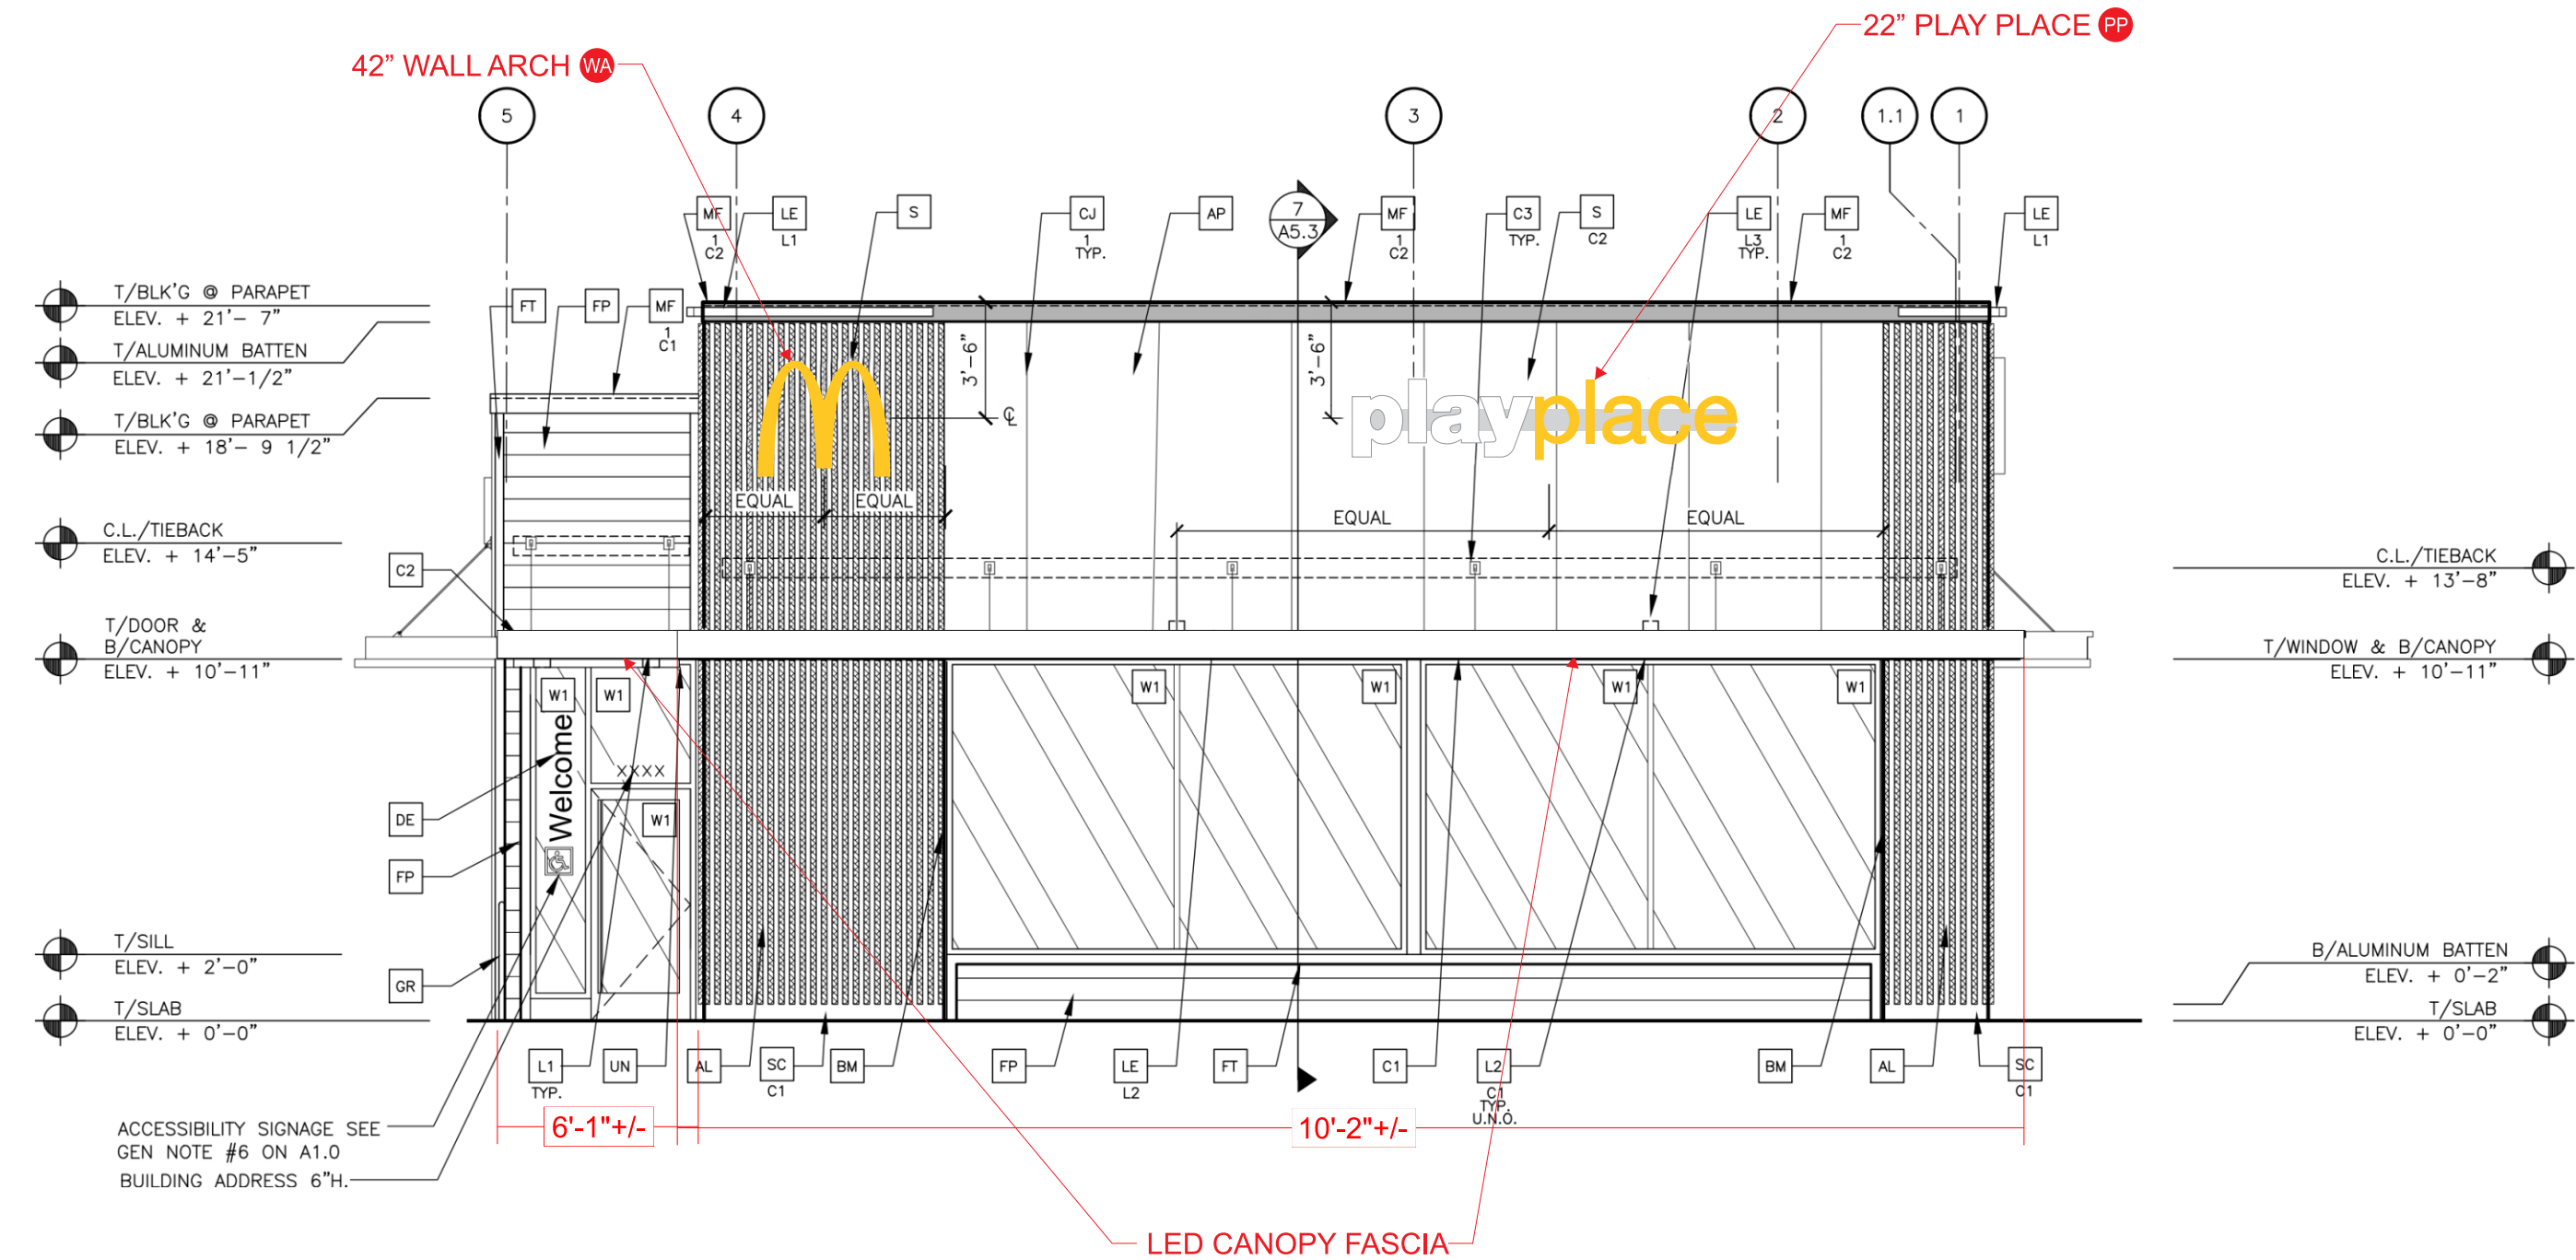 22” PLAY PLACE PP
42” WALL ARCH WA
5
4
3
2
1.1
1
MF
1
C2
LE
L1
S
CJ
1
TYP.
AP
7
A5.3
MF
1
C2
C3
TYP.
S
C2
LE
L3
TYP.
MF
1
C2
LE
L1
T/BLK'G @ PARAPET
ELEV. + 21'- 7”
T/ALUMINUM BATTEN
ELEV. + 21'-1/2”
T/BLK'G @ PARAPET
ELEV. + 18'- 9 1/2”
C.L./TIEBACK
ELEV. + 14'-5”
T/DOOR &
B/CANOPY
ELEV. + 10'-11”
T/SILL
ELEV. + 2'-0”
T/SLAB
ELEV. + 0'-0”
FT
FP
MF
1
C1
3'-6”
℄
3'-6”
playplace
EQUAL
EQUAL
EQUAL
EQUAL
C2
C.L./TIEBACK
ELEV. + 13'-8”
T/WINDOW & B/CANOPY
ELEV. + 10'-11”
B/ALUMINUM BATTEN
ELEV. + 0'-2”
T/SLAB
ELEV. + 0'-0”
W1
W1
W1
W1
W1
W1
W1
Welcome
XXXX
DE
FP
GR
L1
TYP.
UN
AL
SC
C1
BM
FP
LE
L2
FT
C1
L2
C1
TYP.
U.N.O.
BM
AL
SC
C1
6'-1"+/-
10'-2"+/-
ACCESSIBILITY SIGNAGE SEE
GEN NOTE #6 ON A1.0
BUILDING ADDRESS 6”H.
LED CANOPY FASCIA